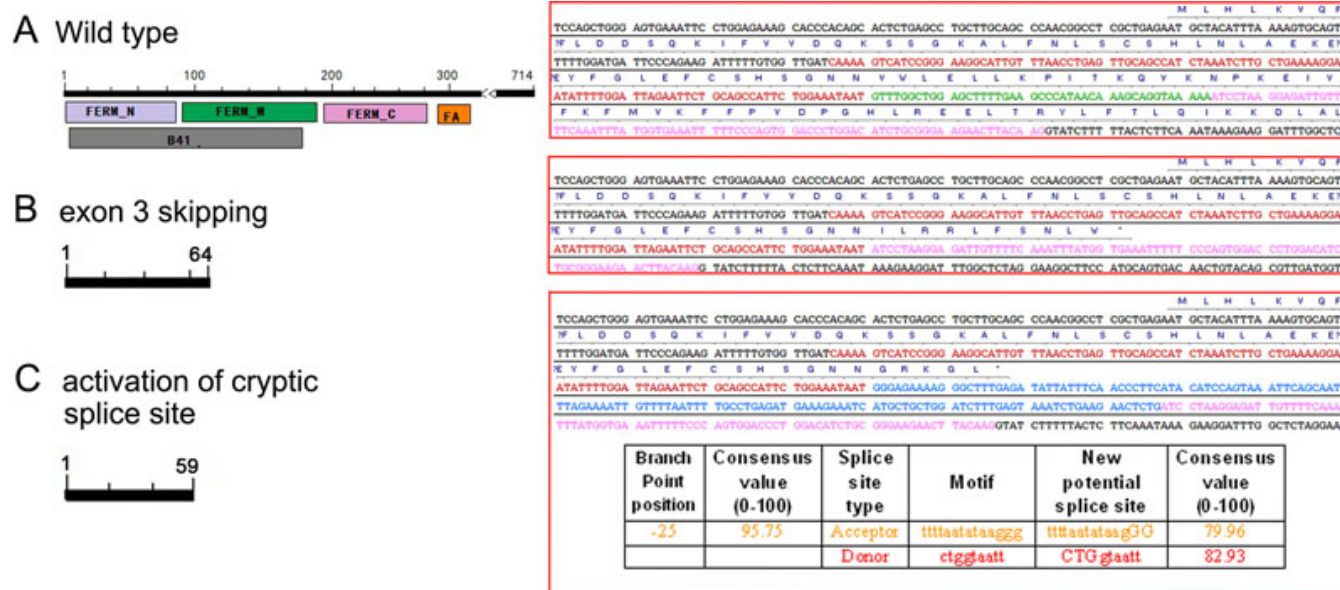 A Wild type
1 100 200 300 714
FERM_N FERM_M FERM_C FA
B41
M L H L K V Q F
TCCAGCTGGG AGTGAAATTC CTGGAGAAAG CACCCACAGC ACTCTGAGCC TGCTTGCAGC CCAACGGCCT CGCTGAGAAT GCTACATTTA AAAGTGCAGT
F L D D S Q K I F V V D Q K S S G K A L F N L S C S H L N L A E K E
TTTTGGATGA TTCCCAGAAG ATTTTTGTGG TTGATCAAAA GTCATCCGGG AAGGCATTGT TTAACCTGAG TTGCAGCCAT CTAAATCTTG CTGAAAAGGA
E Y F G L E F C S H S G N N V W L E L L K P I T K Q V K N P K E I V
ATATTTTGGA TTAGAATTCT GCAGCCATTC TGGAAATAAT GTTTGGCTGG AGCTTTTGAA GCCCATAACA AAGCAGGTAA AAAATCCTAA GGAGATTGTT
F K F M V K F F P V D P G H L R E E L T R Y L F T L Q I K K D L A L
TTCAAATTTA TGGTGAAATT TTTCCCAGTG GACCCTGGAC ATCTGCGGGA AGAACTTACA AGGTATCTTT TTACTCTTCA AATAAAGAAG GATTTGGCTC
B exon 3 skipping
1 64
M L H L K V Q F
TCCAGCTGGG AGTGAAATTC CTGGAGAAAG CACCCACAGC ACTCTGAGCC TGCTTGCAGC CCAACGGCCT CGCTGAGAAT GCTACATTTA AAAGTGCAGT
F L D D S Q K I F V V D Q K S S G K A L F N L S C S H L N L A E K E
TTTTGGATGA TTCCCAGAAG ATTTTTGTGG TTGATCAAAA GTCATCCGGG AAGGCATTGT TTAACCTGAG TTGCAGCCAT CTAAATCTTG CTGAAAAGGA
E Y F G L E F C S H S G N N I L R R L F S N L W *
ATATTTTGGA TTAGAATTCT GCAGCCATTC TGGAAATAAT ATCCTAAGGA GATTGTTTTC AAATTTATGG TGAAATTTTT CCCAGTGGAC CCTGGACATC
TGCGGGAAGA ACTTACAAGG TATCTTTTTA CTCTTCAAAT AAAGAAGGAT TTGGCTCTAG GAAGGCTTCC ATGCAGTGAC AACTGTACAG CGTTGATGGT
C activation of cryptic
splice site
1 59
M L H L K V Q F
TCCAGCTGGG AGTGAAATTC CTGGAGAAAG CACCCACAGC ACTCTGAGCC TGCTTGCAGC CCAACGGCCT CGCTGAGAAT GCTACATTTA AAAGTGCAGT
F L D D S Q K I F V V D Q K S S G K A L F N L S C S H L N L A E K E
TTTTGGATGA TTCCCAGAAG ATTTTTGTGG TTGATCAAAA GTCATCCGGG AAGGCATTGT TTAACCTGAG TTGCAGCCAT CTAAATCTTG CTGAAAAGGA
E Y F G L E F C S H S G N N G R K G L *
ATATTTTGGA TTAGAATTCT GCAGCCATTC TGGAAATAAT GGGAGAAAAG GGCTTTGAGA TATTATTTCA ACCCTTCATA CATCCAGTAA ATTCAGCAAT
TTAGAAAATT GTTTTAATTT TGCCTGAGAT GAAAGAAATC ATGCTGCTGG ATCTTTGAGT AAATCTGAAG AACTCTGATC CTAAGGAGAT TGTTTTCAAA
TTTATGGTGA AATTTTTCCC AGTGGACCCT GGACATCTGC GGGAAGAACT TACAAGGTAT CTTTTTACTC TTCAAATAAA GAAGGATTTG GCTCTAGGAA
Branch Point position Consensus value (0-100) Splice site type Motif New potential splice site Consensus value (0-100)
-25 95.75 Acceptor ttttaatataaggg ttttaatataagGG 79.96
Donor ctggtaatt CTGgtaatt 82.93